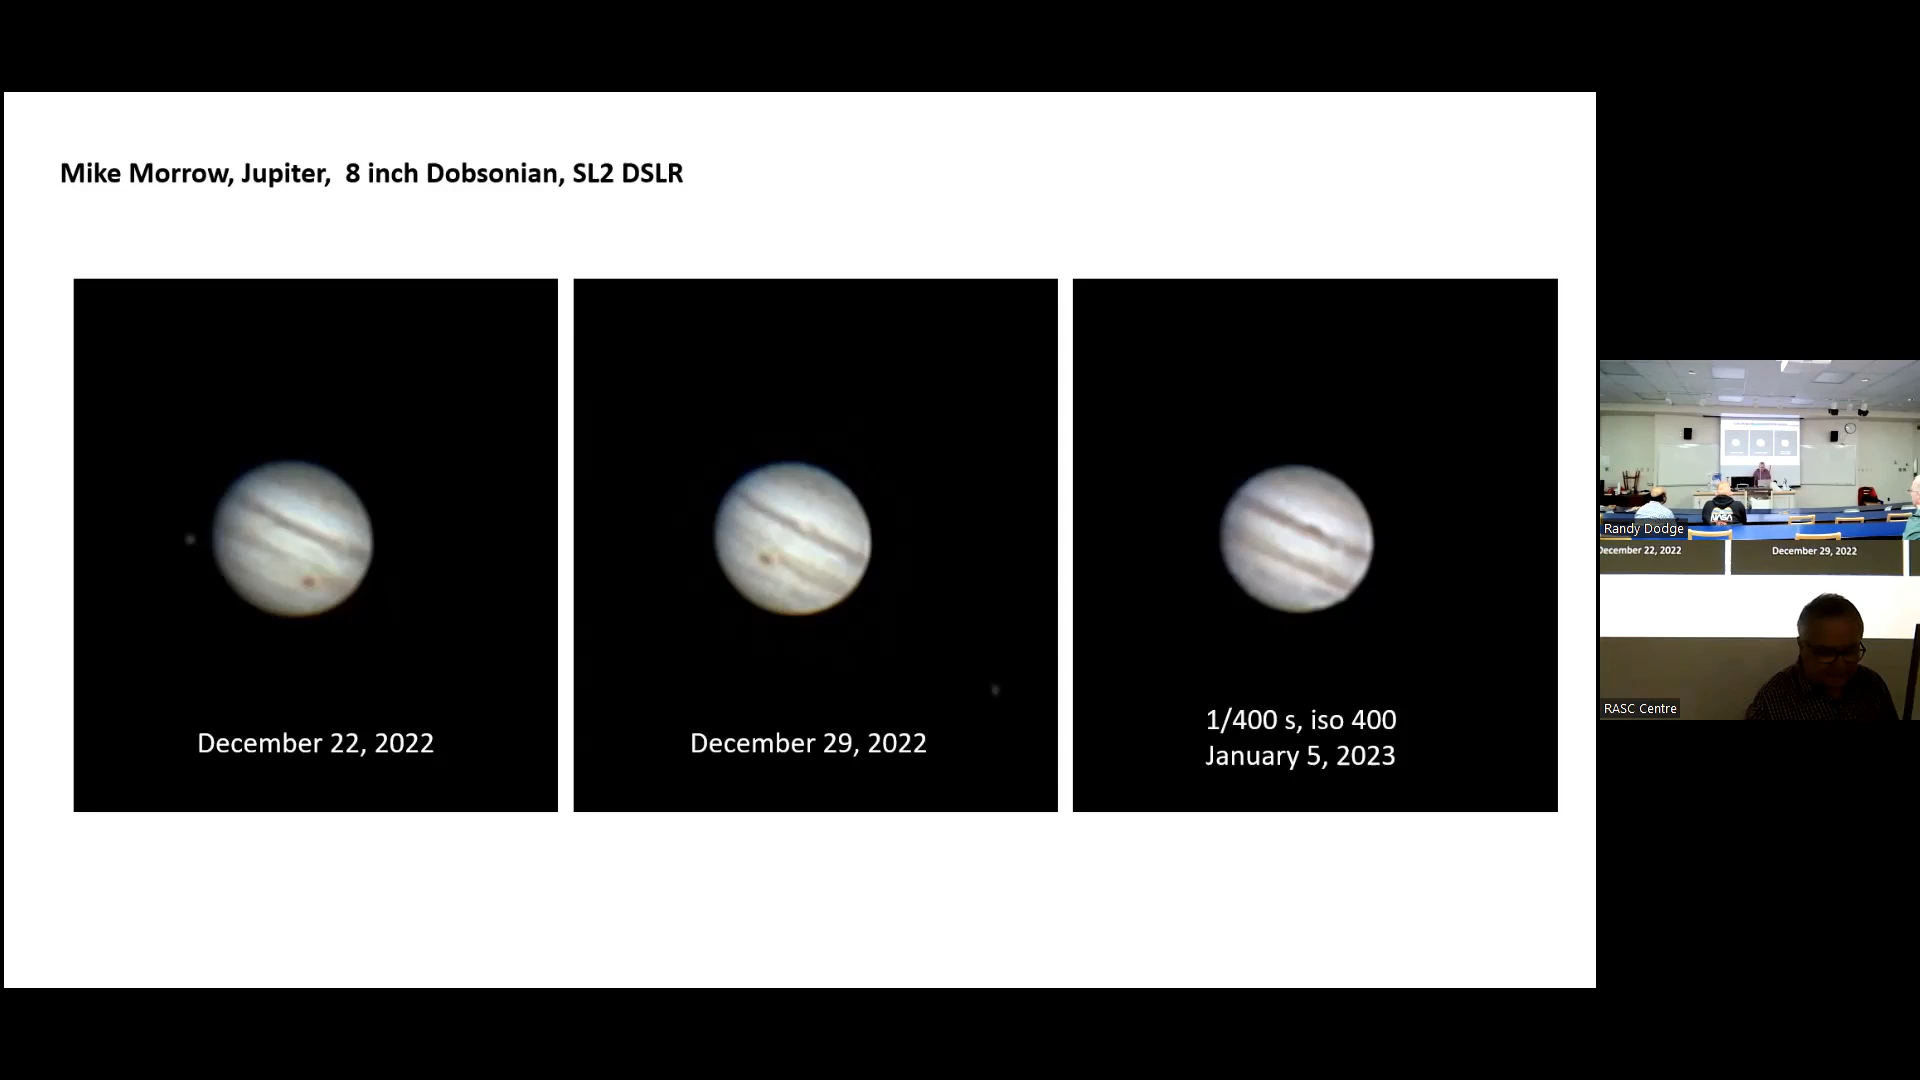 Mike Morrow, Jupiter,  8 inch Dobsonian, SL2 DSLR
December 22, 2022
December 29, 2022
1/400 s, iso 400
January 5, 2023
NASA
Randy Dodge
December 22, 2022
December 29, 2022
RASC Centre